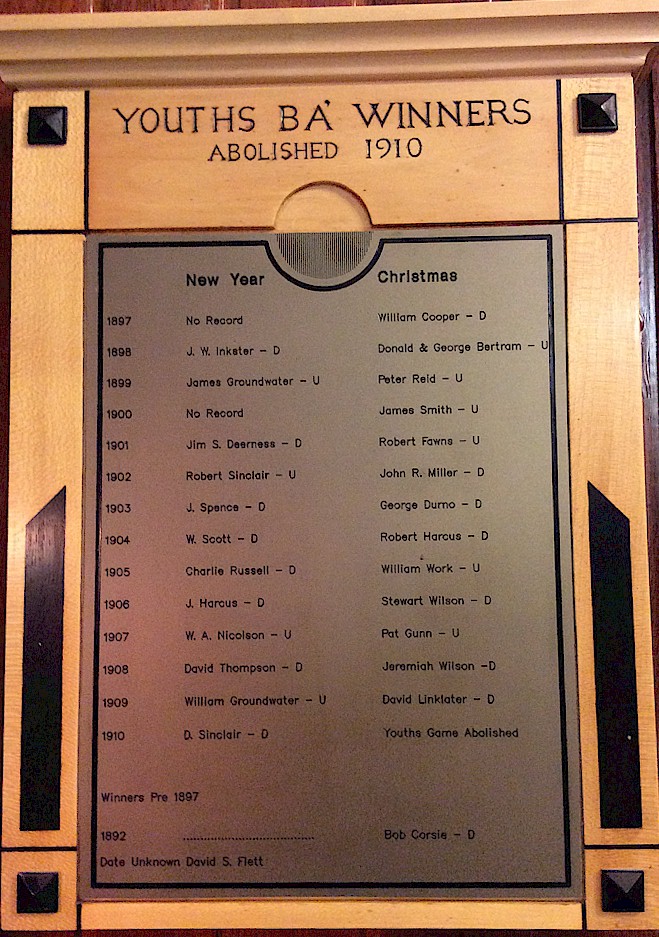 YOUTHS BA' WINNERS
ABOLISHED 1910
New Year Christmas
1897 No Record William Cooper - D
1898 J. W. Inkster - D Donald & George Bertram - U
1899 James Groundwater - U Peter Reid - U
1900 No Record James Smith - U
1901 Jim S. Deerness - D Robert Fawns - U
1902 Robert Sinclair - U John R. Miller - D
1903 J. Spence - D George Durno - D
1904 W. Scott - D Robert Harcus - D
1905 Charlie Russell - D William Work - U
1906 J. Harcus - D Stewart Wilson - D
1907 W. A. Nicolson - U Pat Gunn - U
1908 David Thompson - D Jeremiah Wilson -D
1909 William Groundwater - U David Linklater - D
1910 D. Sinclair - D Youths Game Abolished
Winners Pre 1897
1892 ................................ Bob Corsie - D
Date Unknown David S. Flett